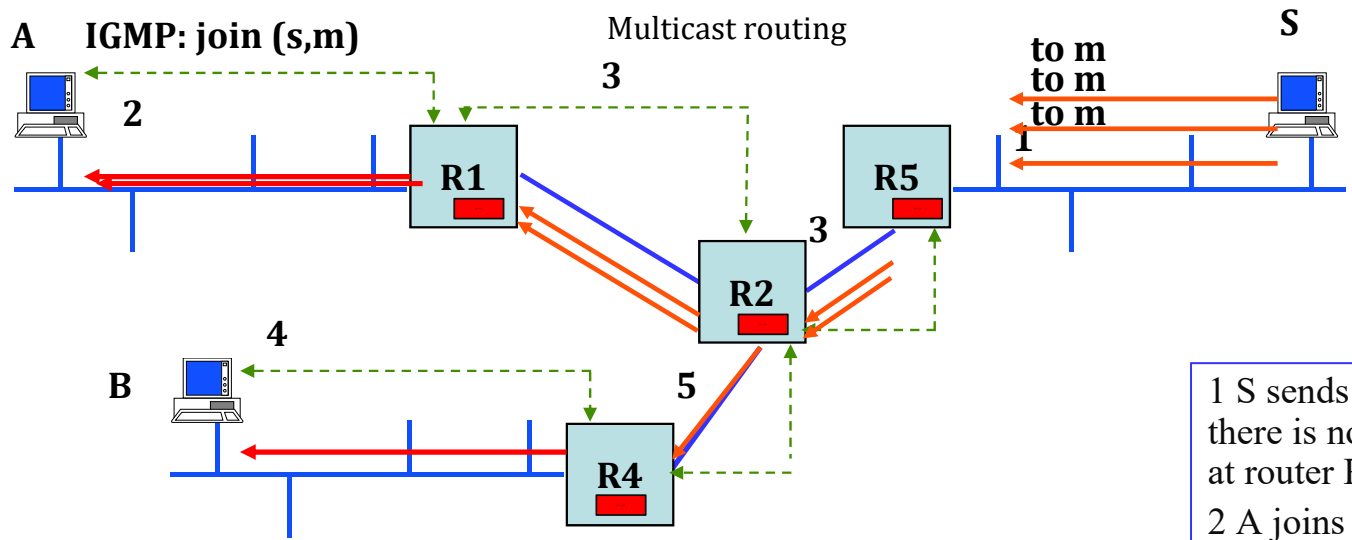 A IGMP: join (s,m)
Multicast routing
S
to m
to m
to m
1
2
3
R1
R5
3
R2
4
B
5
R4
1 S sends
there is no
at router
2 A joins